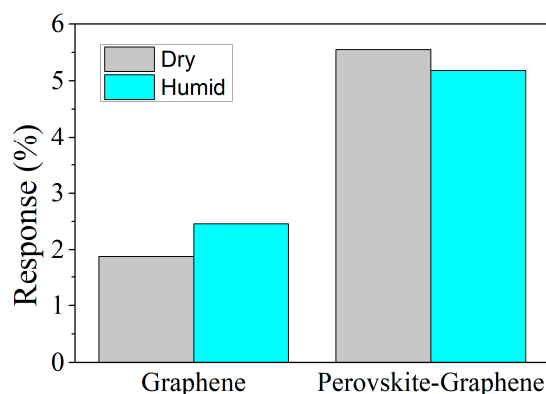 6
5
4
3
2
1
0
Response (%)
Dry
Humid
Graphene
Perovskite-Graphene